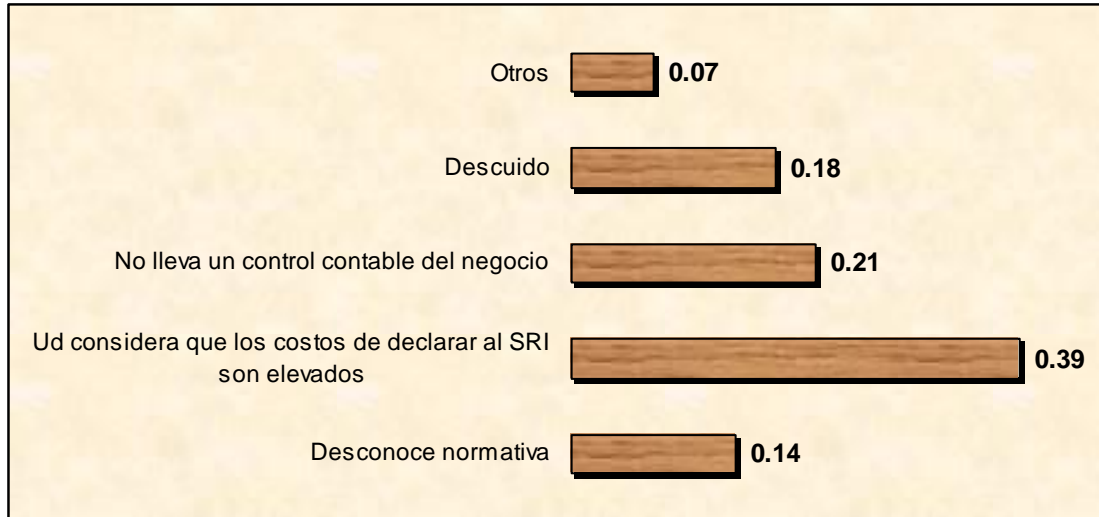 Otros
0.07
Descuido
0.18
No lleva un control contable del negocio
0.21
Ud considera que los costos de declarar al SRI
son elevados
0.39
Desconoce normativa
0.14